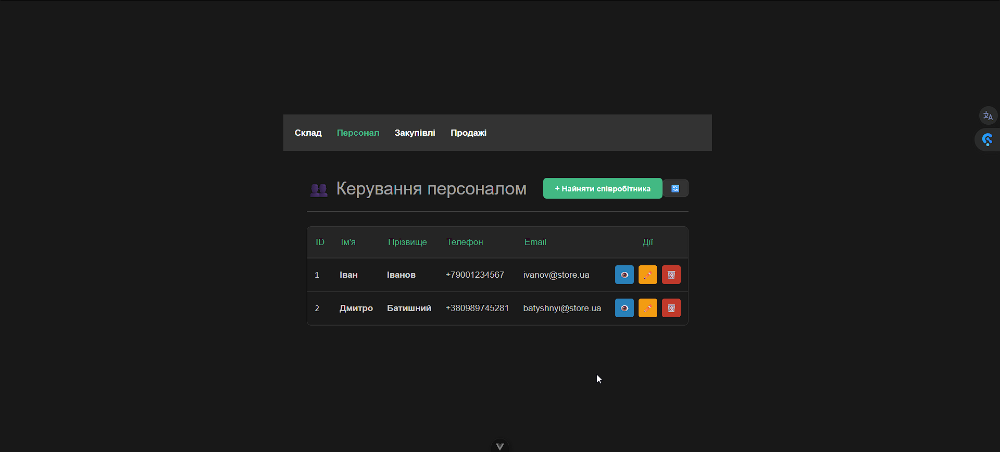 Склад Персонал Закупівлі Продажі
Керування персоналом + Найняти співробітника
ID Ім'я Прізвище Телефон Email Дії
1 Іван Іванов +79001234567 ivanov@store.ua
2 Дмитро Батишний +380989745281 batyshnyi@store.ua